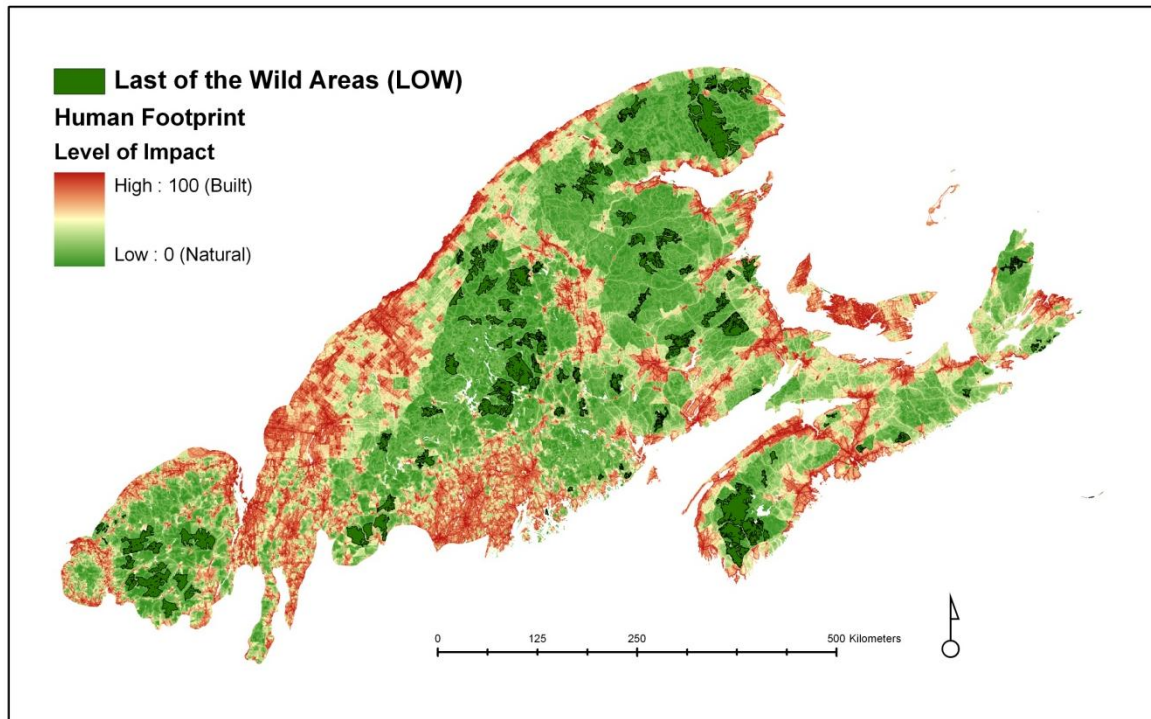 Last of the Wild Areas (LOW)
Human Footprint
Level of Impact
High : 100 (Built)
Low : 0 (Natural)
0 125 250 500 Kilometers